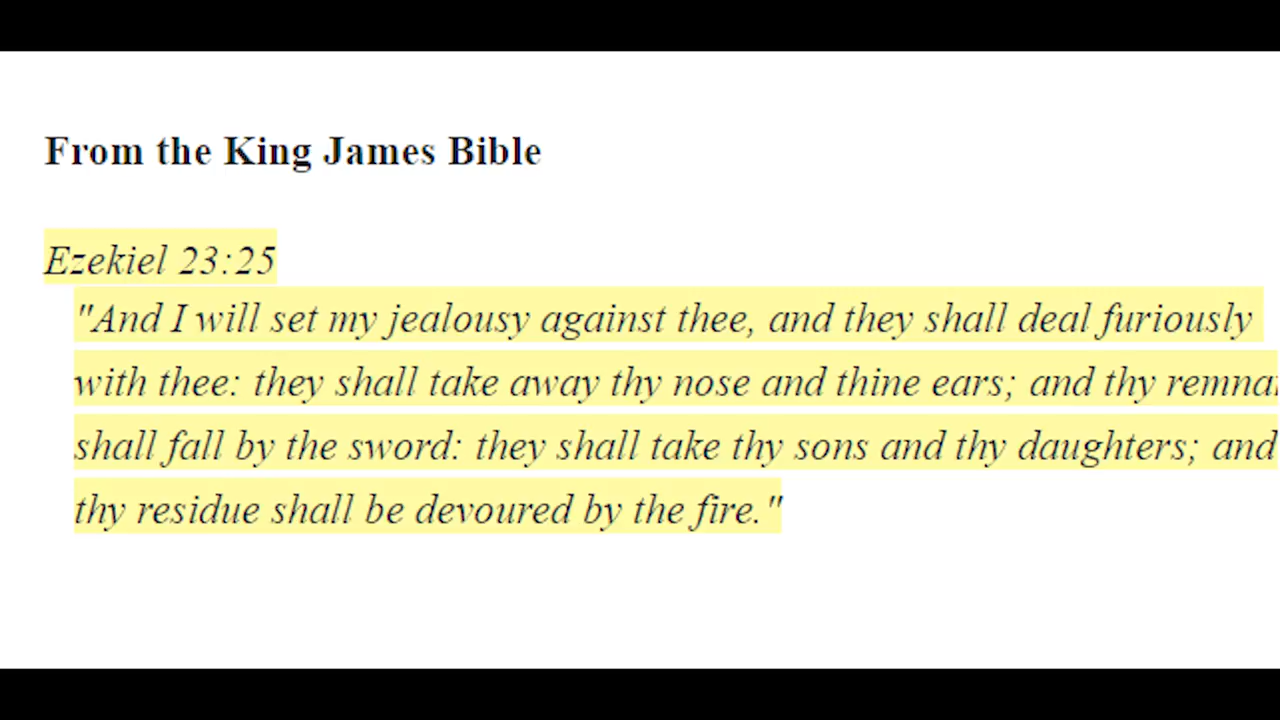 From the King James Bible
Ezekiel 23:25
"And I will set my jealousy against thee, and they shall deal furiously
with thee: they shall take away thy nose and thine ears; and thy
shall fall by the sword: they shall take thy sons and thy daughters; and
thy residue shall be devoured by the fire."